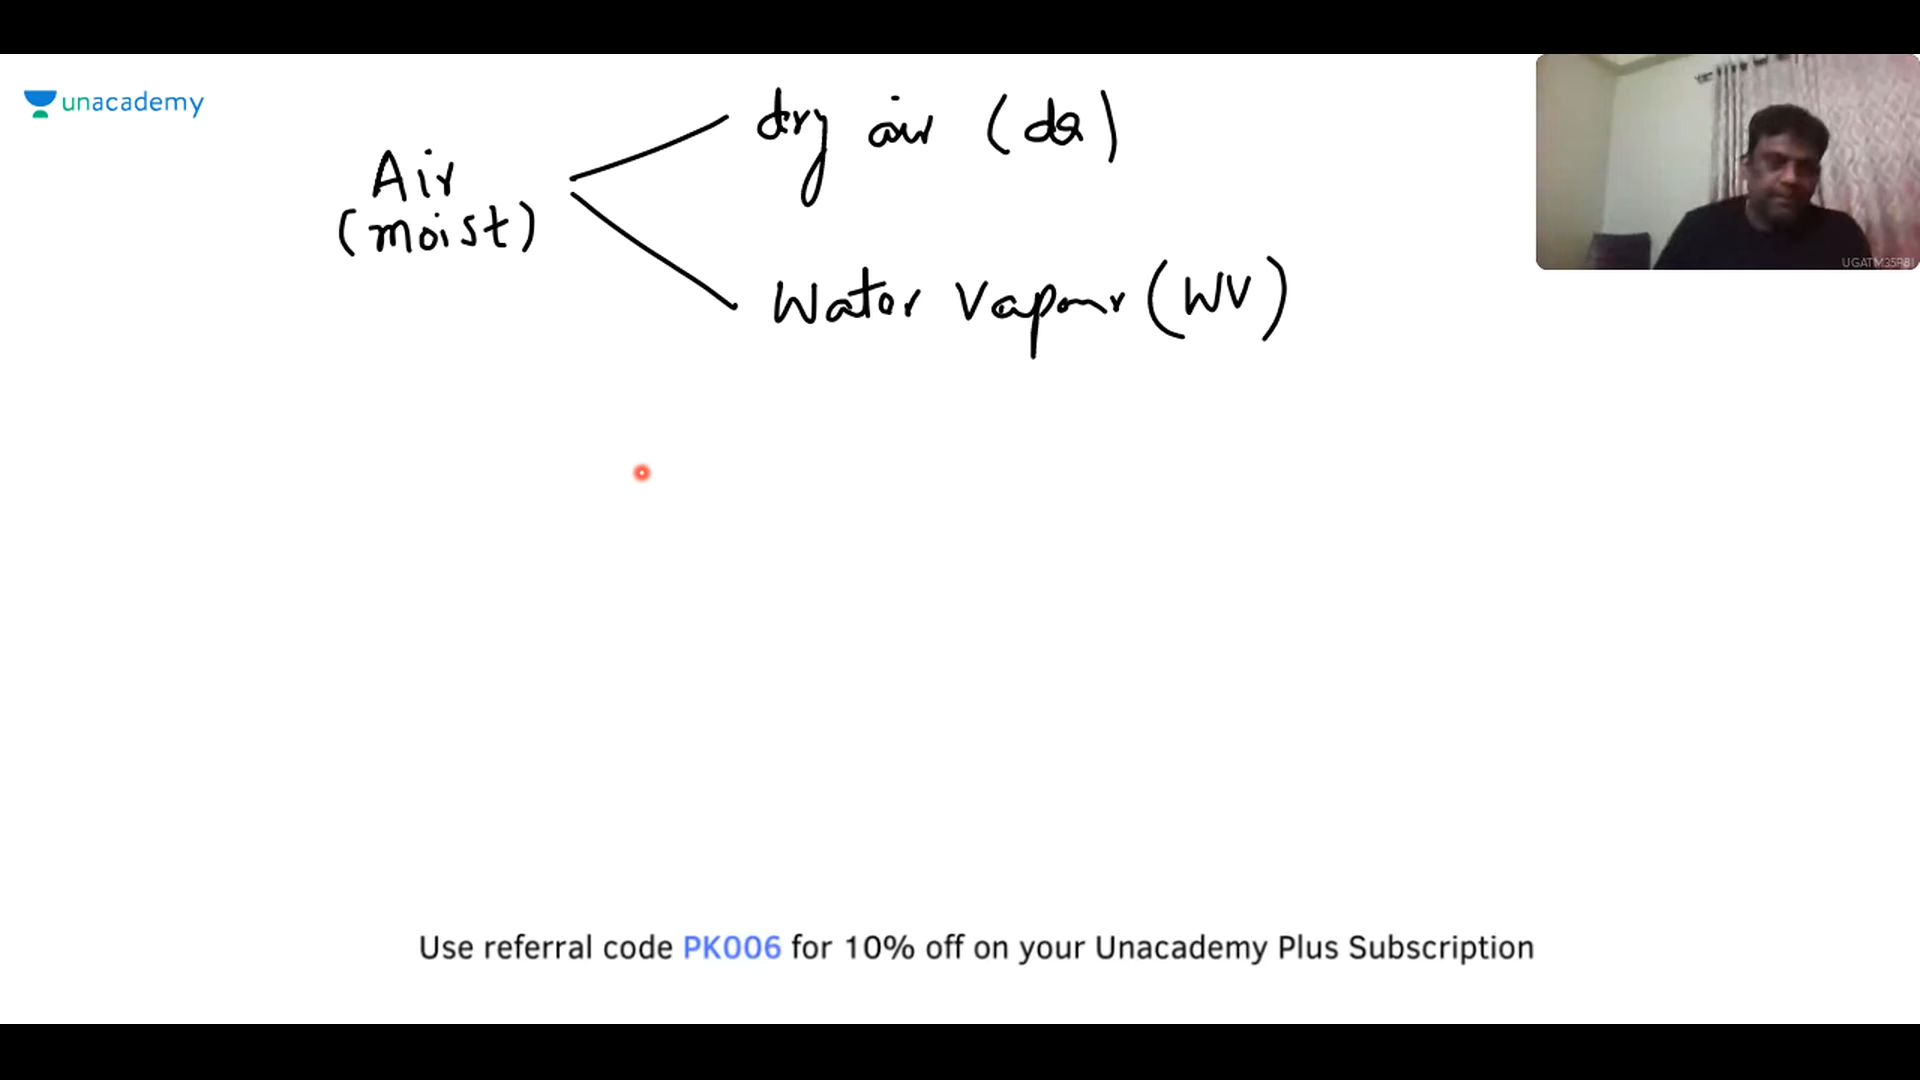 unacademy
dry air (da)
Air
(moist)
Water Vapour (WV)
UGATM35R8I
Use referral code PK006 for 10% off on your Unacademy Plus Subscription